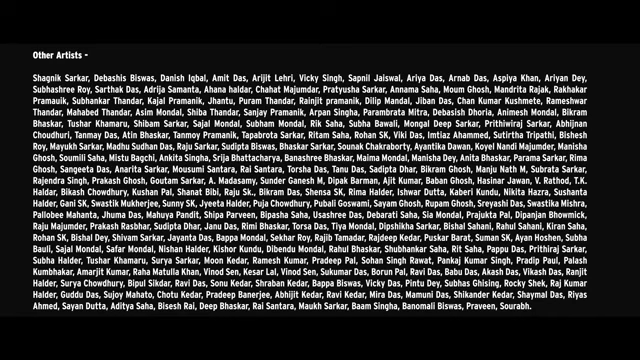 Other Artists -
Shagnik Sarkar, Debashis Biswas, Danish Iqbal, Amit Das, Arijit Lehri, Vicky Singh, Sapnil Jaiswal, Ariya Das, Arnab Das, Aspiya Khan, Ariyan Dey,
Subhashree Roy, Sarthak Das, Adrija Samanta, Ahana haldar, Chahat Majumdar, Pratyusha Sarkar, Annama Saha, Moum Ghosh, Mandrita Rajak, Rakhakar
Pramauik, Subhankar Thandar, Kajal Pramanik, Jhantu, Puram Thandar, Rainjit pramanik, Dilip Mandal, Jiban Das, Chan Kumar Kushmete, Rameshwar
Thandar, Mahabed Thandar, Asim Mondal, Shiba Thandar, Sanjay Pramanik, Arpan Singha, Parambrata Mitra, Debasish Dhoria, Animesh Mondal, Bikram
Bhaskar, Tushar Khamaru, Shibam Sarkar, Sajal Mondal, Subham Mondal, Rik Saha, Subha Bawali, Mongal Deep Sarkar, Prithiwiraj Sarkar, Abhijnan
Choudhuri, Tanmay Das, Atin Bhaskar, Tanmoy Pramanik, Tapabrota Sarkar, Ritam Saha, Rohan SK, Viki Das, Imtiaz Ahammed, Sutirtha Tripathi, Bishesh
Roy, Mayukh Sarkar, Madhu Sudhan Das, Raju Sarkar, Sudipta Biswas, Bhaskar Sarkar, Sounak Chakraborty, Ayantika Dawan, Koyel Nandi Majumder, Manisha
Ghosh, Soumili Saha, Mistu Bagchi, Ankita Singha, Srija Bhattacharya, Banashree Bhaskar, Maima Mondal, Manisha Dey, Anita Bhaskar, Parama Sarkar, Rima
Ghosh, Sangeeta Das, Anarita Sarkar, Mousumi Santara, Rai Santara, Torsha Das, Tanu Das, Sadipta Dhar, Bikram Ghosh, Manju Nath M, Subrata Sarkar,
Rajendra Singh, Prakash Ghosh, Goutam Sarkar, A. Madasamy, Sunder Ganesh M, Dipak Barman, Ajit Kumar, Baban Ghosh, Hasinar Jawan, V. Rathod, T.K.
Haldar, Bikash Chowdhury, Kushan Pal, Shanowaj Bibi, Raju Sk., Bikram Das, Shensa SK, Rima Halder, Ishwar Dutta, Kaberi Kundu, Nikita Hazra, Sushanta
Halder, Gani SK, Swastik Mukherjee, Sunny SK, Jyeeta Halder, Puja Chowdhury, Pubali Goswami, Sayam Ghosh, Rupam Ghosh, Sreyashi Das, Swastika Mishra,
Pallobee Mahanta, Jhuma Das, Mahuya Pandit, Shipa Parveen, Bipasha Saha, Usashree Das, Debarati Saha, Sia Mondal, Prajukta Pal, Dipanjan Bhowmick,
Raju Majumder, Prakash Rasbhar, Sudipta Dhar, Janu Das, Rimi Bhaskar, Torsa Das, Tiya Mondal, Dipshikha Sarkar, Bishal Sahani, Rahul Sahani, Kiran Saha,
Rohan SK, Bishal Dey, Shivam Sarkar, Jayanta Das, Bappa Mondal, Sekhar Roy, Rajib Tamadar, Rajdeep Keokar, Puskar Barat, Suman SK, Ayan Hoshen, Subha
Bauli, Sajal Mondal, Safar Mondal, Nishan Halder, Kishor Kundu, Dibendu Mondal, Rahul Bhaskar, Shubhankar Saha, Rit Saha, Pappu Das, Prithiraj Sarkar,
Subha Halder, Tushar Khamaru, Surya Sarkar, Moon Kedar, Ramesh Kumar, Pradeep Pal, Sohan Singh Rawat, Pankaj Kumar Singh, Pradip Paul, Palash
Kumbhakar, Amarjit Kumar, Raha Matulla Khan, Vinod Sen, Kesar Lal, Vinod Sen, Sukumar Das, Borun Pal, Ravi Das, Babu Das, Akash Das, Vikash Das, Ranjit
Halder, Surya Chowdhury, Bipul Sikdar, Ravi Das, Sonu Kedar, Shraban Kedar, Bappa Biswas, Vicky Das, Pintu Dey, Subhas Ghising, Rocky Shek, Raj Kumar
Halder, Guddu Das, Sujoy Mahato, Chotu Kedar, Pradeep Banerjee, Abhijit Kedar, Ravi Kedar, Mira Das, Mamuni Das, Shikander Kedar, Shaymal Das, Riyas
Ahmed, Sayan Dutta, Aditya Saha, Bisesh Rai, Deep Bhaskar, Rai Santara, Maukh Sarkar, Baam Singha, Banomali Biswas, Praveen, Sourabh.